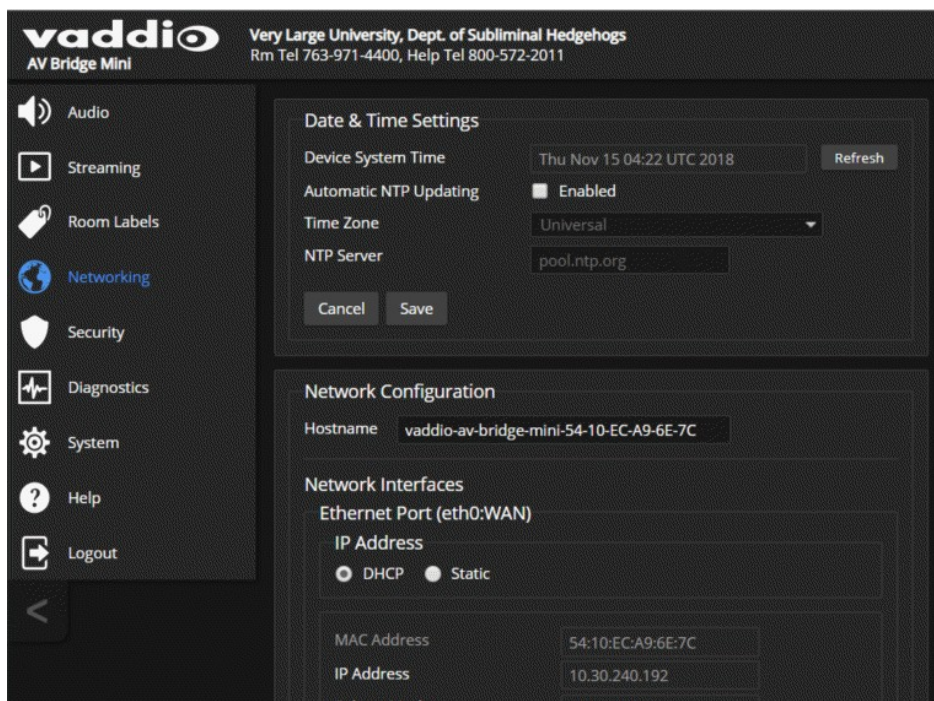 vaddio
AV Bridge Mini
Very Large University, Dept. of Subliminal Hedgehogs
Rm Tel 763-971-4400, Help Tel 800-572-2011
Audio
Streaming
Room Labels
Networking
Security
Diagnostics
System
Help
Logout
<
Date & Time Settings
Device System Time Thu Nov 15 04:22 UTC 2018 Refresh
Automatic NTP Updating Enabled
Time Zone Universal
NTP Server pool.ntp.org
Cancel Save
Network Configuration
Hostname vaddio-av-bridge-mini-54-10-EC-A9-6E-7C
Network Interfaces
Ethernet Port (eth0:WAN)
IP Address
DHCP Static
MAC Address 54:10:EC:A9:6E:7C
IP Address 10.30.240.192